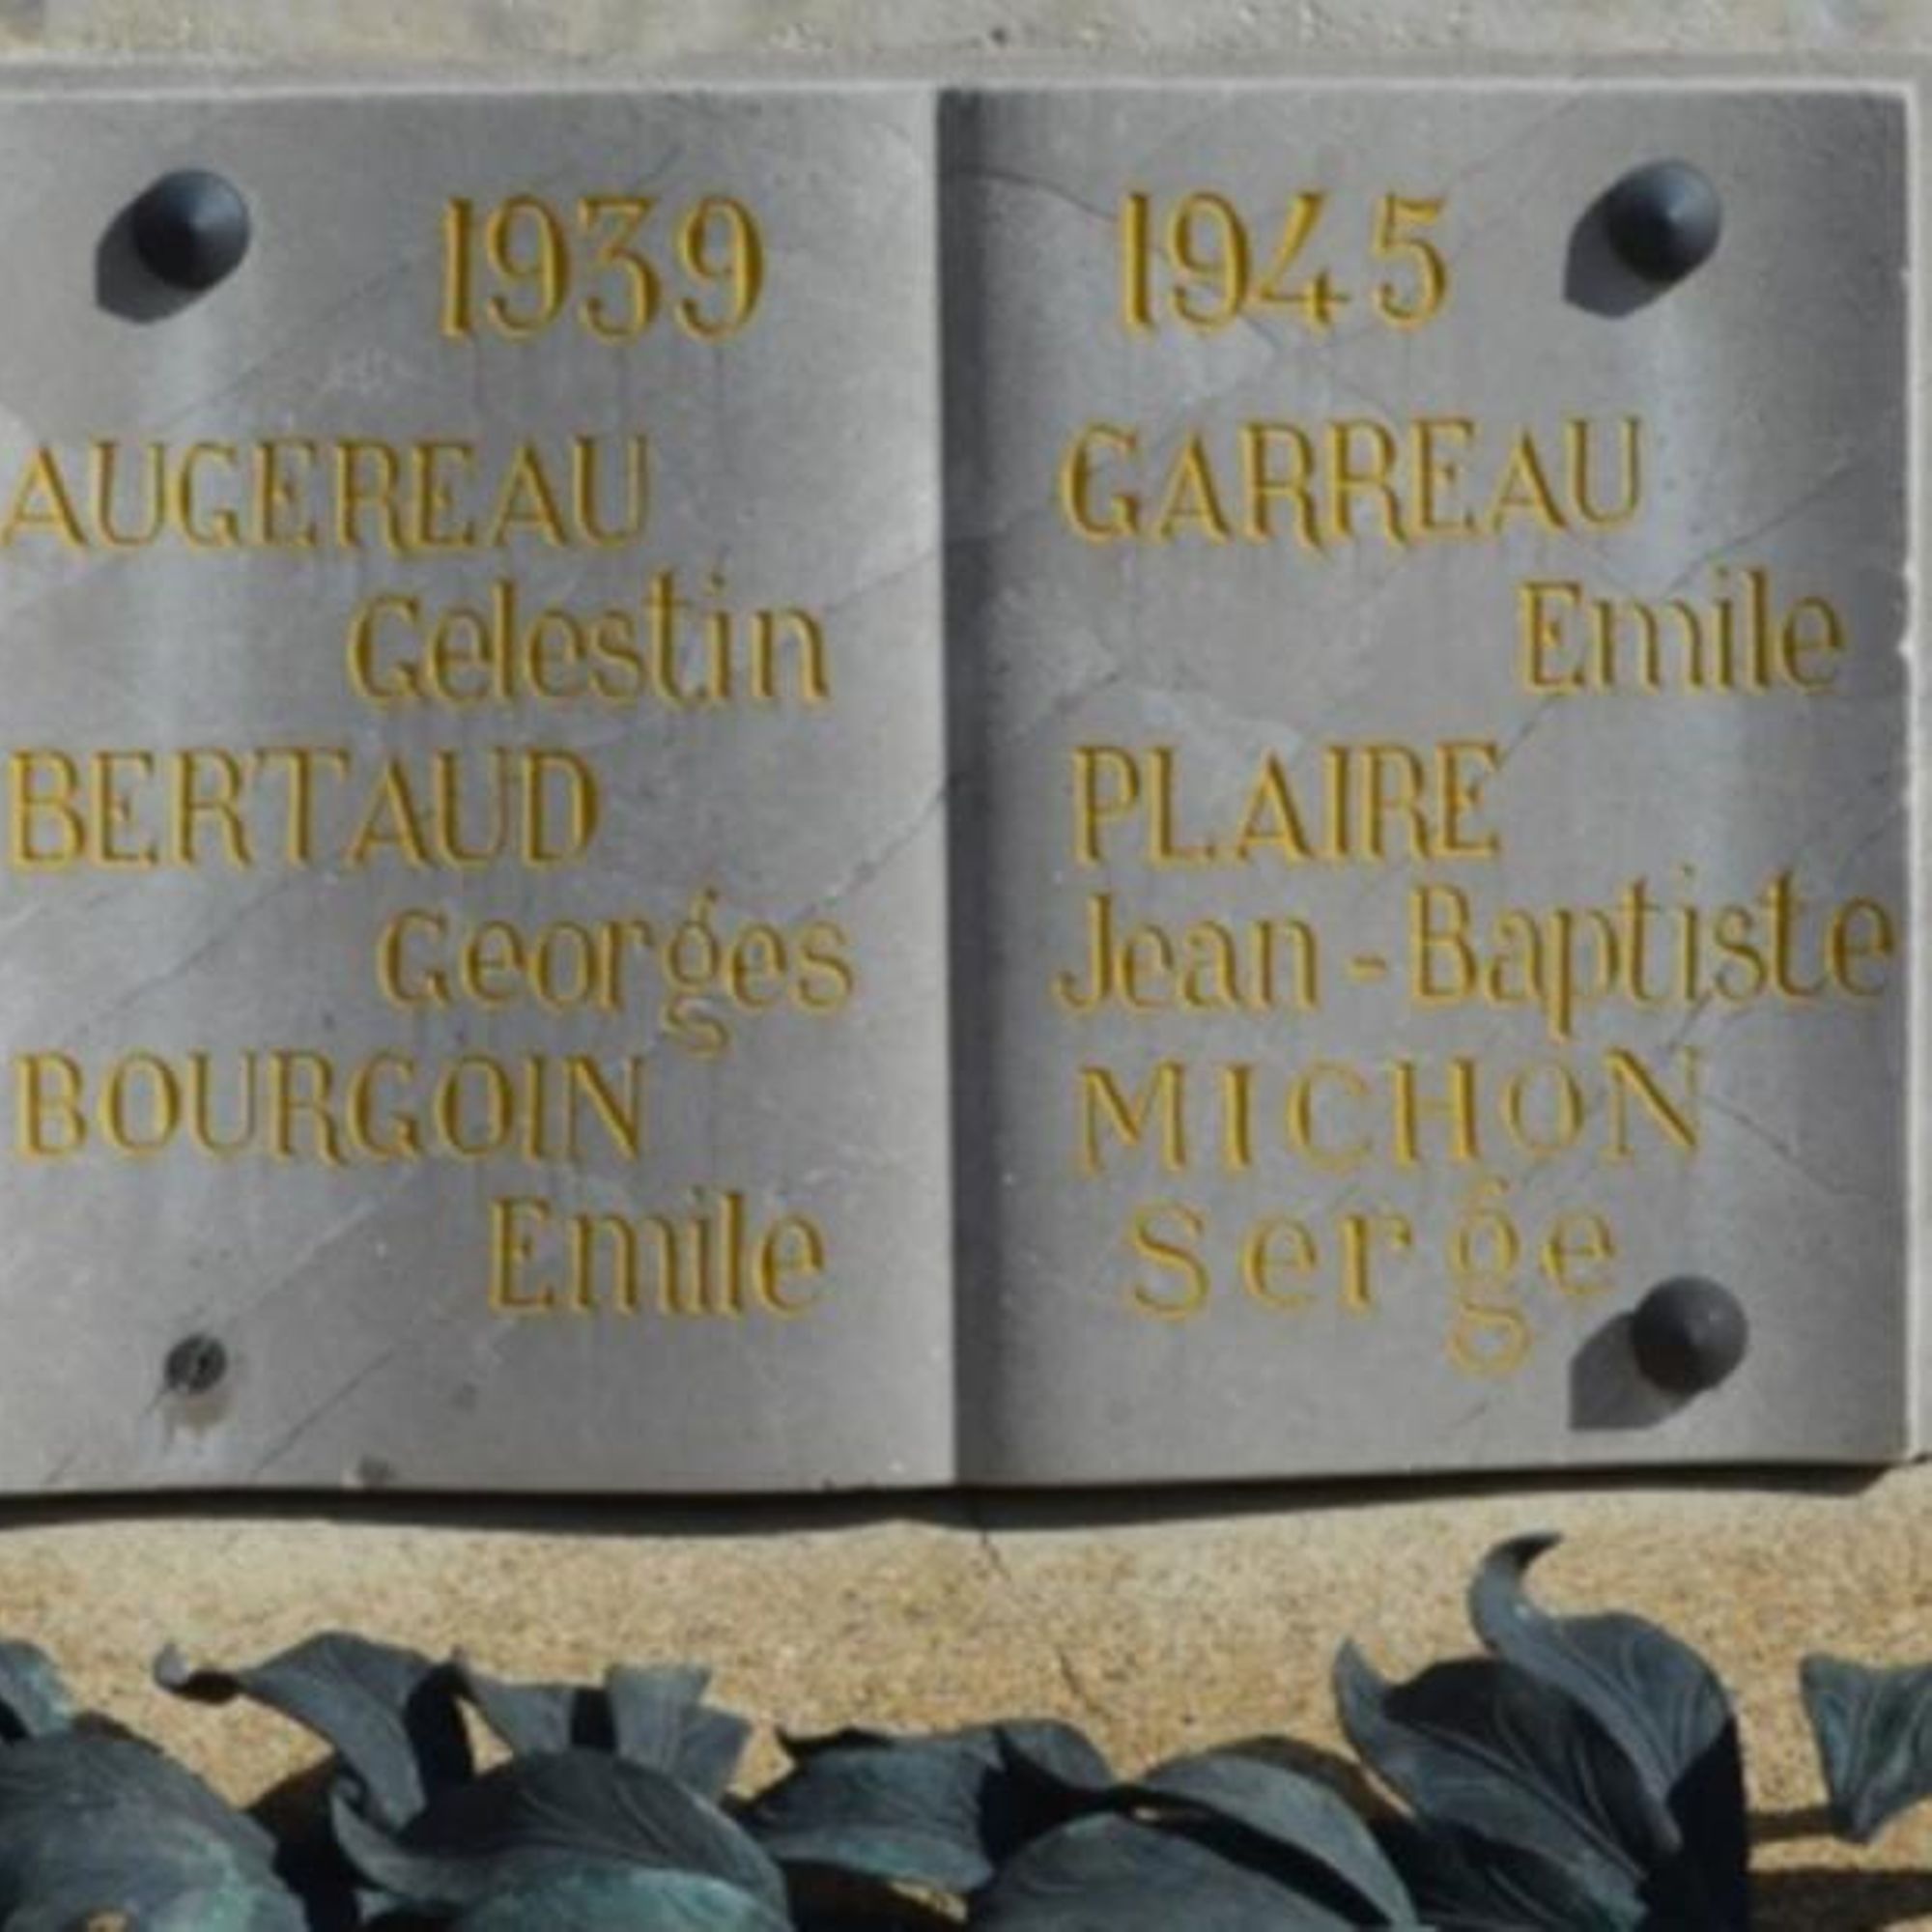 1939
AUGEREAU
Celestin
BERTAUD
Georges
BOURGOIN
Emile
1945
GARREAU
Emile
PLAIRE
Jean-Baptiste
MICHON
Serge